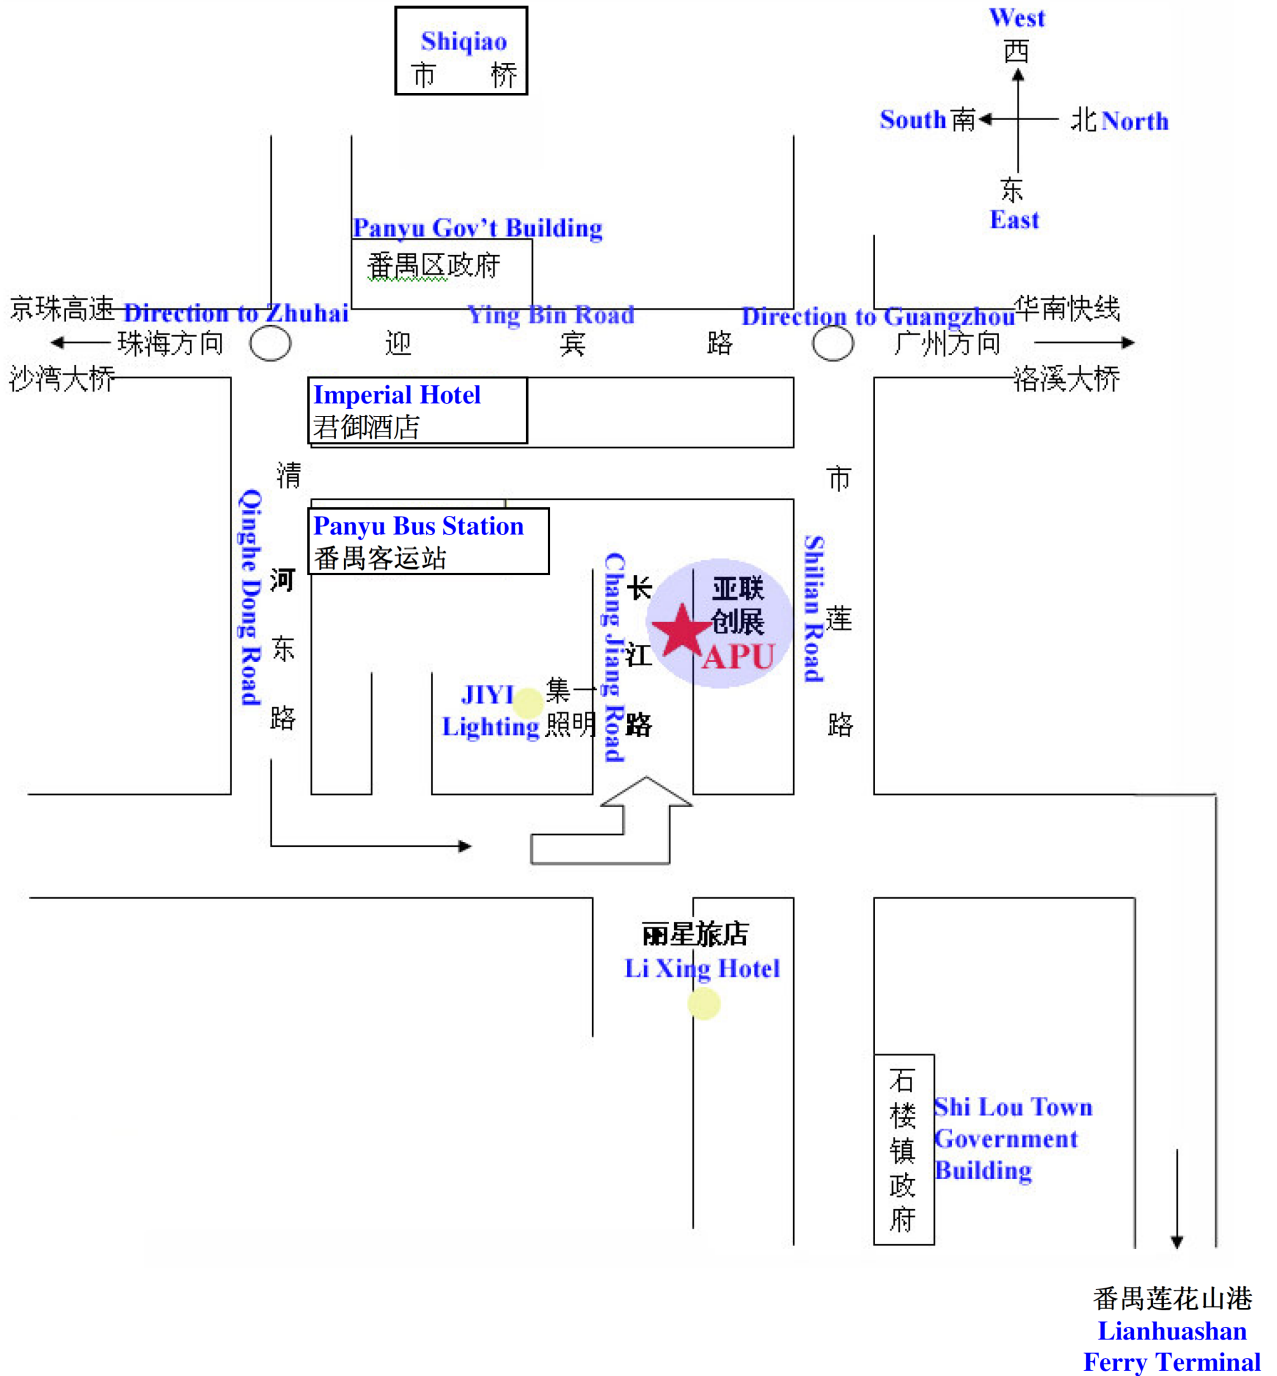 West
西
Shiqiao
市 桥
South 南
北 North
东
East
Panyu Gov't Building
番禺区政府
京珠高速
Direction to Zhuhai
Ying Bin Road
Direction to Guangzhou
华南快线
珠海方向
迎 宾 路
广州方向
沙湾大桥
洛溪大桥
Imperial Hotel
君御酒店
清河东路
Qinghe Dong Road
Panyu Bus Station
番禺客运站
Chang Jiang Road
长江路
亚联
创展
APU
Shilian Road
市莲路
JIYI
Lighting
集一
照明
丽星旅店
Li Xing Hotel
石楼镇政府
Shi Lou Town
Government
Building
番禺莲花山港
Lianhuashan
Ferry Terminal